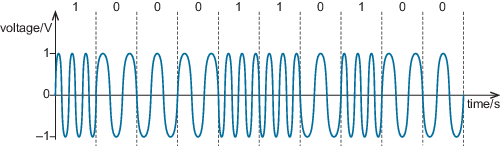 1 0 0 0 1 1 0 1 0 0
voltage/V
1
0
time/s
–1